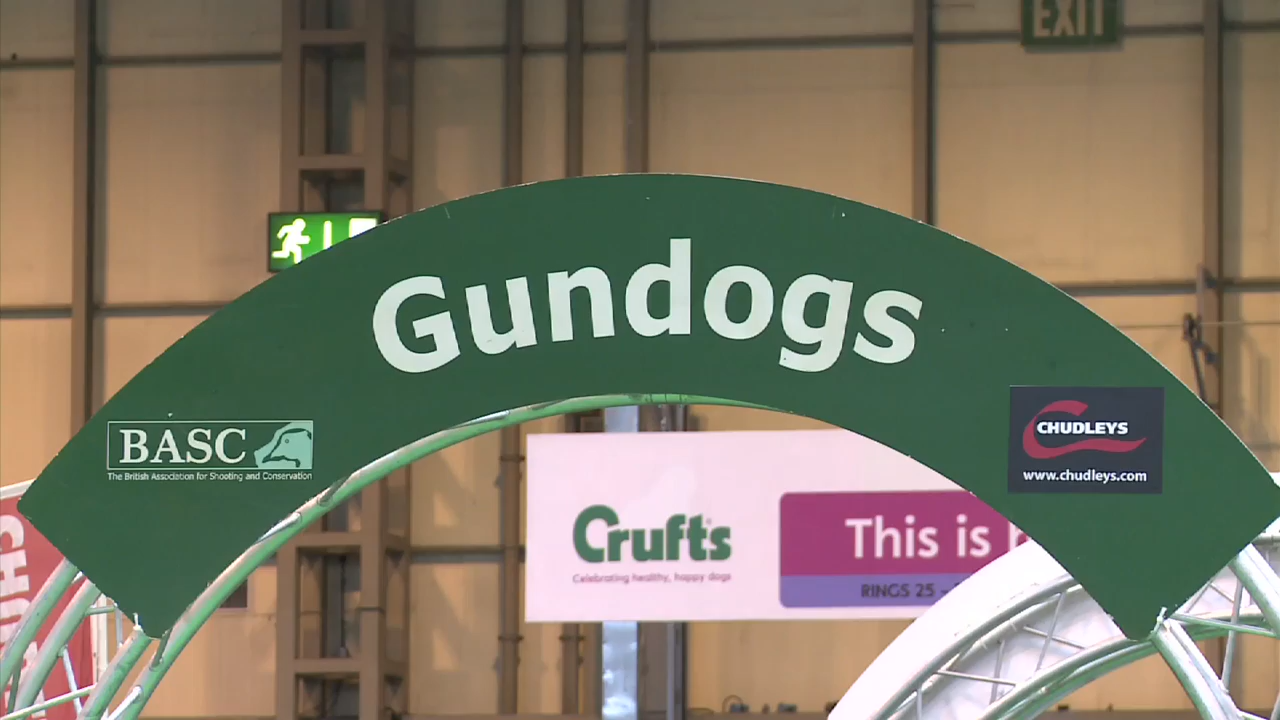 EXIT
Gundogs
BASC
The British Association for Shooting and Conservation
CHUDLEYS
www.chudleys.com
Crufts
Celebrating healthy, happy dogs
This is
RINGS 25 -